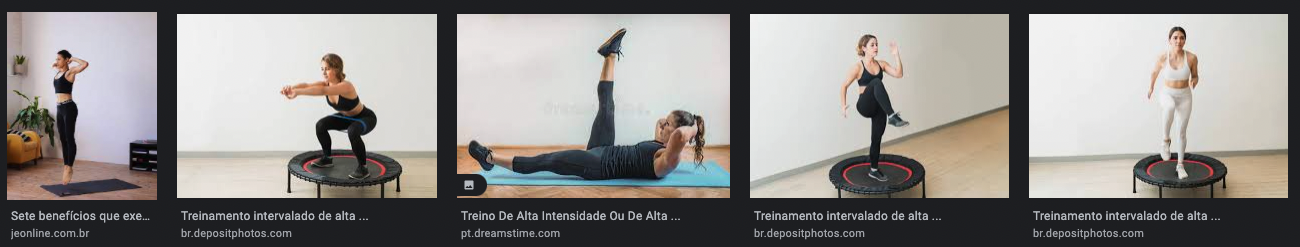 Sete benefícios que exe...
jeonline.com.br
Treinamento intervalado de alta ...
br.depositphotos.com
Treino De Alta Intensidade Ou De Alta ...
pt.dreamstime.com
Treinamento intervalado de alta ...
br.depositphotos.com
Treinamento intervalado de alta ...
br.depositphotos.com